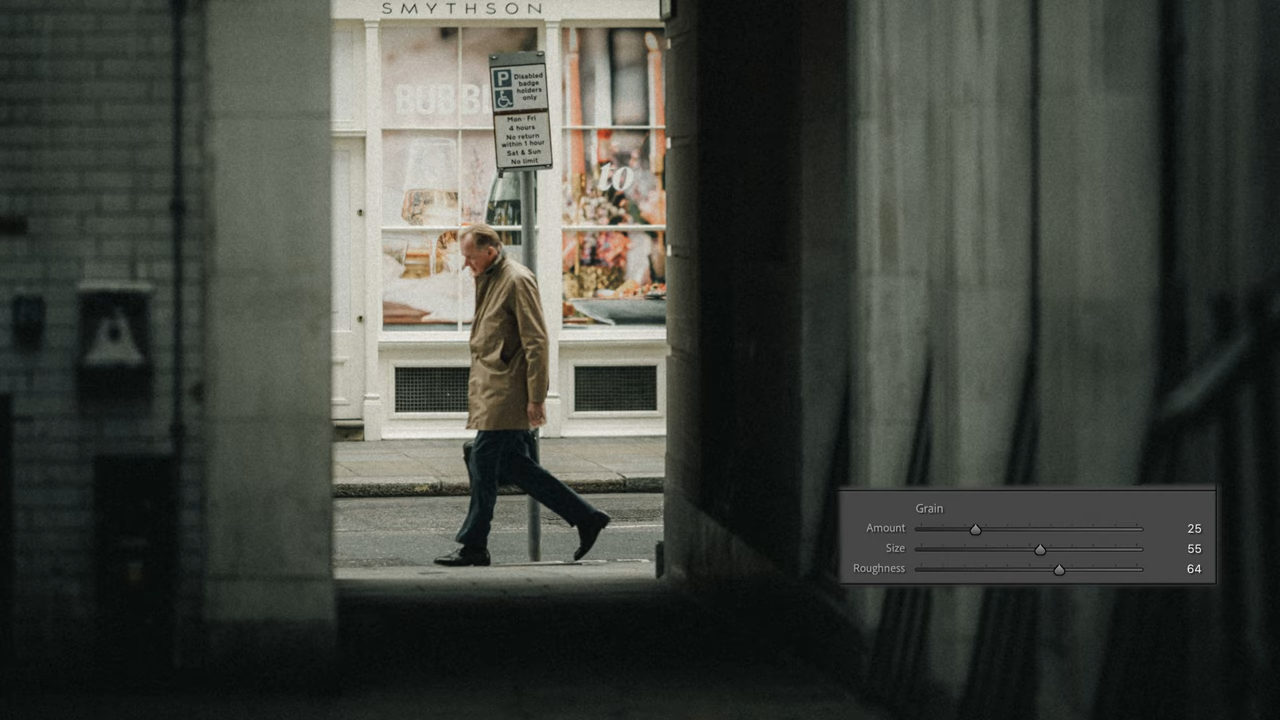 SMYTHSON
P
Disabled
badge
holders
only
Mon - Fri
4 hours
No return
within 1 hour
Sat & Sun
No limit
to
Grain
Amount 25
Size 55
Roughness 64